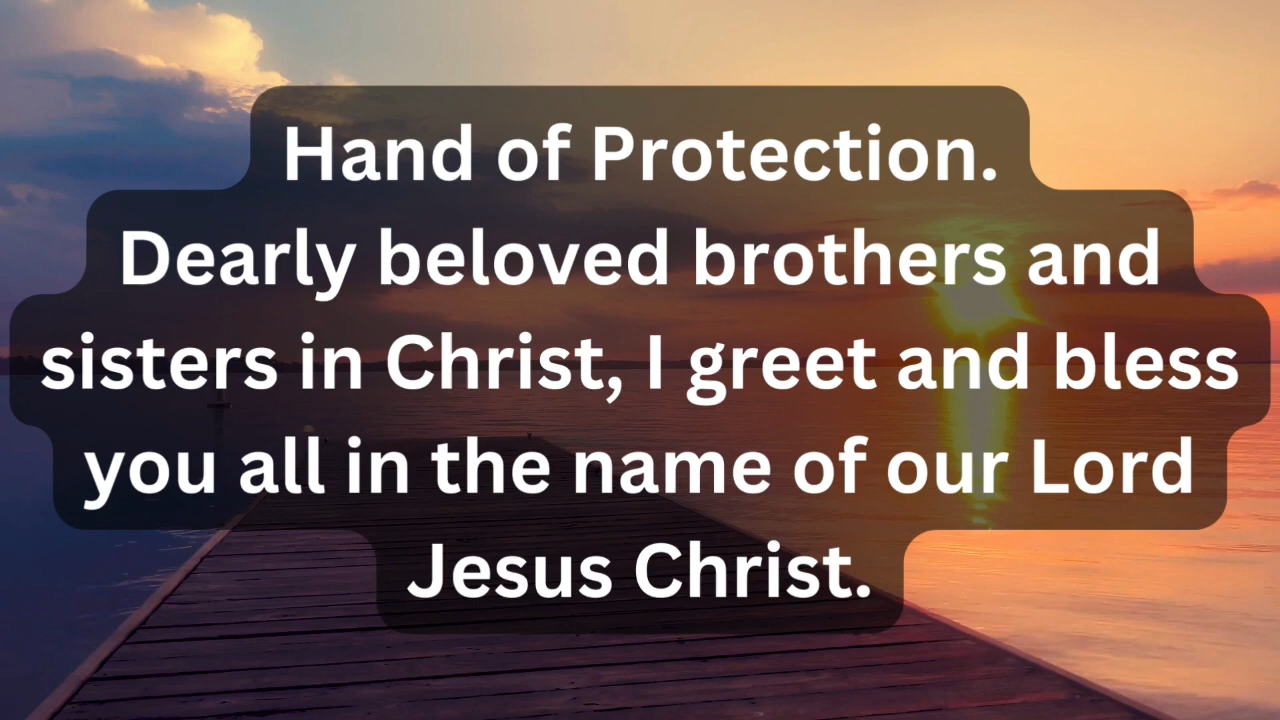 Hand of Protection.
Dearly beloved brothers and
sisters in Christ, I greet and bless
you all in the name of our Lord
Jesus Christ.